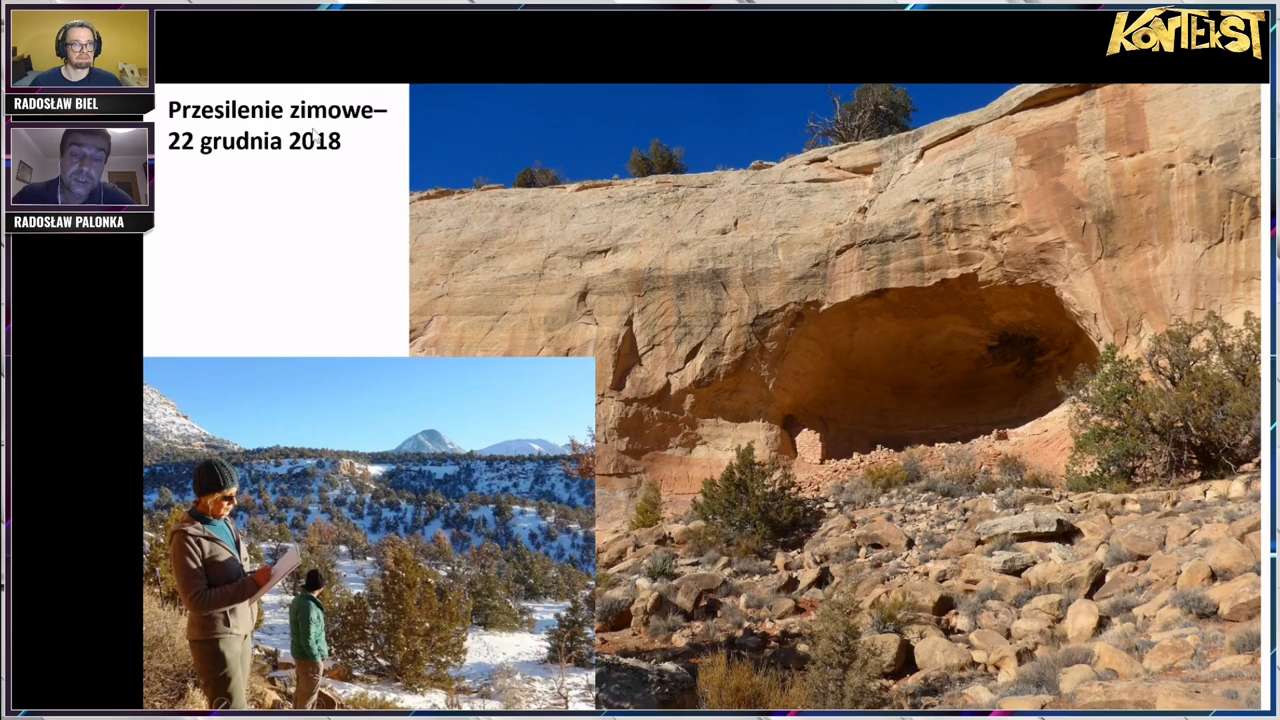 KONTEKST
RADOSŁAW BIEL
RADOSŁAW PALONKA
Przesilenie zimowe–
22 grudnia 2018